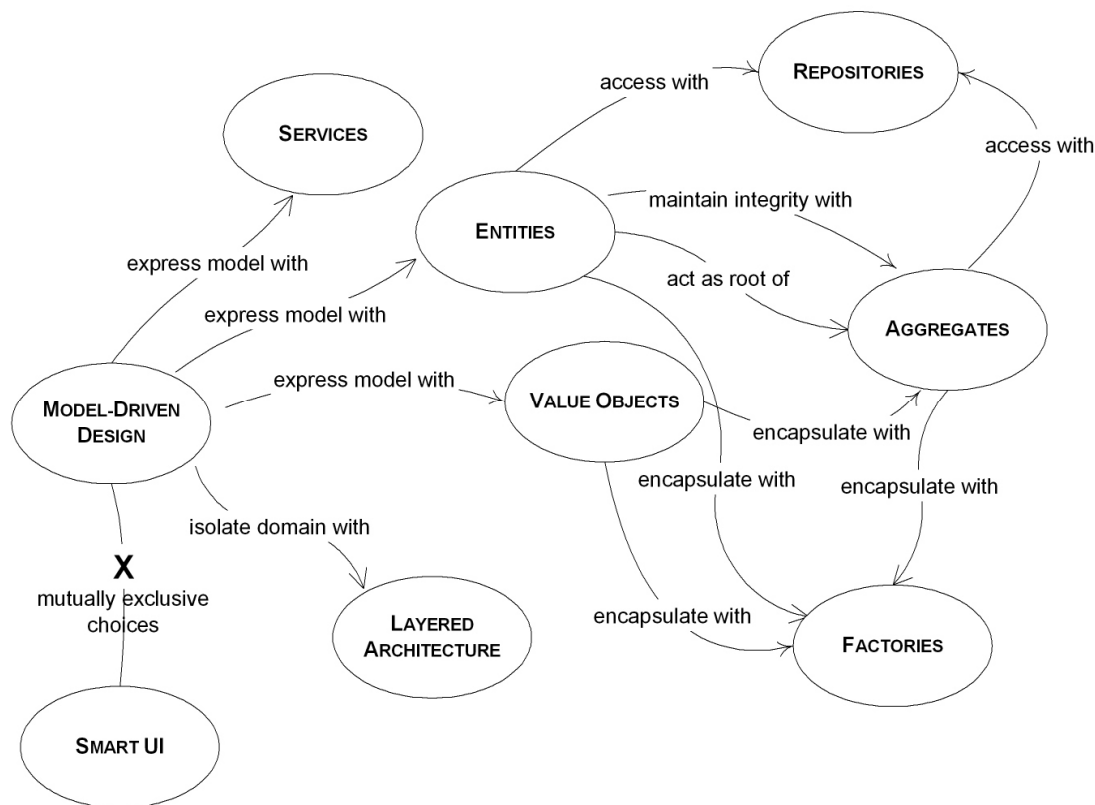 REPOSITORIES
access with
SERVICES
access with
maintain integrity with
ENTITIES
express model with
act as root of
express model with
AGGREGATES
express model with
VALUE OBJECTS
MODEL-DRIVEN
DESIGN
encapsulate with
encapsulate with
encapsulate with
isolate domain with
X
mutually exclusive
choices
encapsulate with
LAYERED
ARCHITECTURE
FACTORIES
SMART UI